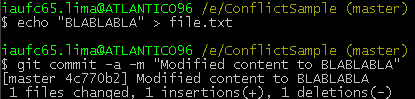 iaufc65.lima@ATLANTICO96 /e/ConflictSample (master)
$ echo "BLABLABLA" > file.txt
iaufc65.lima@ATLANTICO96 /e/ConflictSample (master)
$ git commit -a -m "Modified content to BLABLABLA"
[master 4c770b2] Modified content to BLABLABLA
1 files changed, 1 insertions(+), 1 deletions(-)